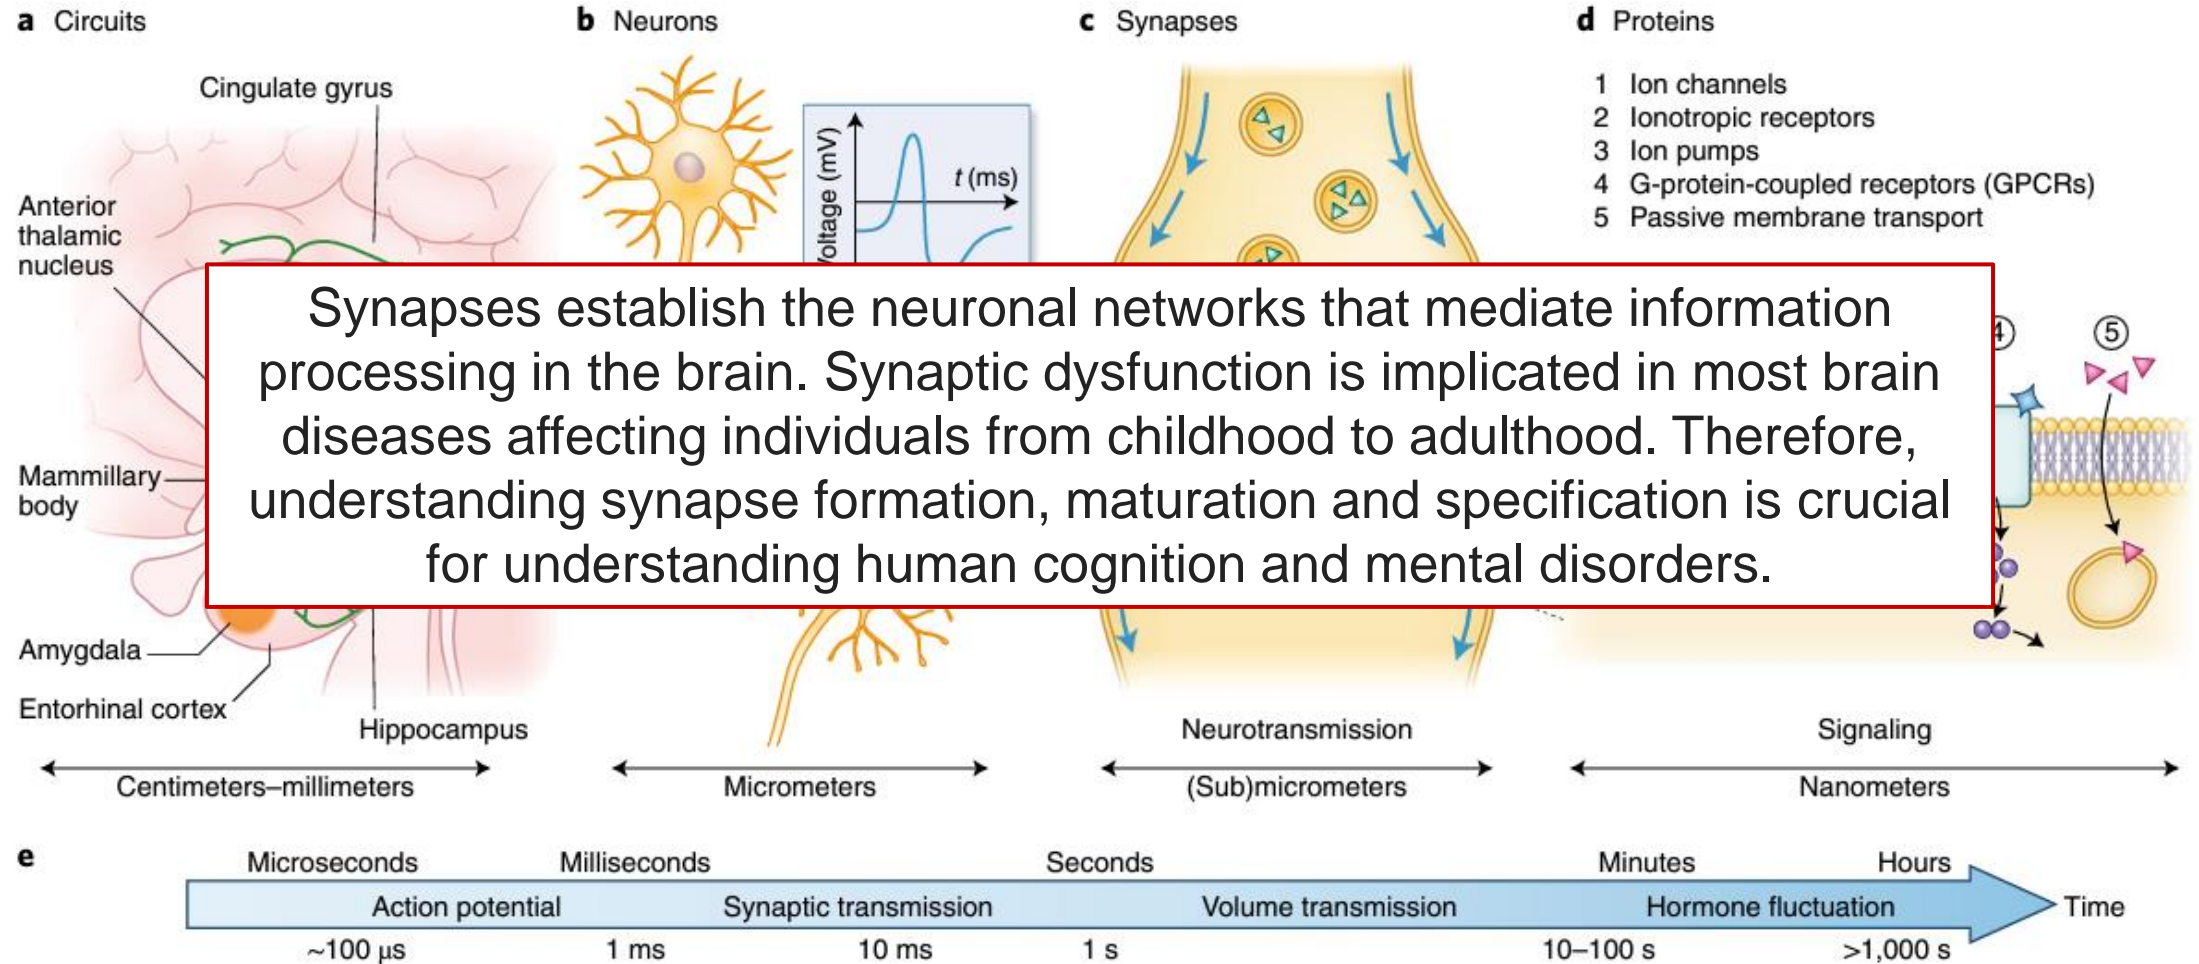 a Circuits
Cingulate gyrus
Anterior
thalamic
nucleus
Mammillary
body
Amygdala
Entorhinal cortex
Hippocampus
Centimeters–millimeters
b Neurons
Voltage (mV)
t (ms)
Micrometers
c Synapses
Neurotransmission
(Sub)micrometers
d Proteins
1 Ion channels
2 Ionotropic receptors
3 Ion pumps
4 G-protein-coupled receptors (GPCRs)
5 Passive membrane transport
4
5
Signaling
Nanometers
Synapses establish the neuronal networks that mediate information
processing in the brain. Synaptic dysfunction is implicated in most brain
diseases affecting individuals from childhood to adulthood. Therefore,
understanding synapse formation, maturation and specification is crucial
for understanding human cognition and mental disorders.
e
Microseconds Milliseconds Seconds Minutes Hours
Action potential Synaptic transmission Volume transmission Hormone fluctuation Time
~100 µs 1 ms 10 ms 1 s 10–100 s >1,000 s